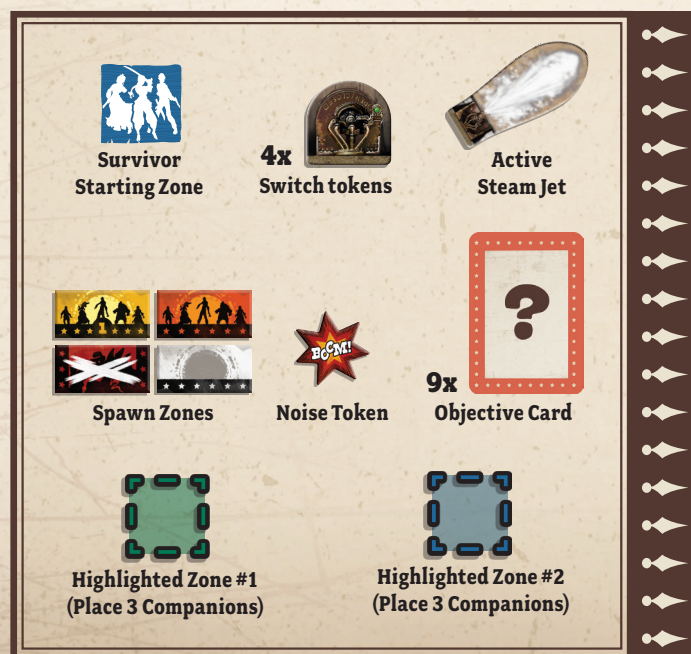 Survivor
Starting Zone
4x
Switch tokens
Active
Steam Jet
1
Spawn Zones
BOOM!
Noise Token
?
9x
Objective Card
Highlighted Zone #1
(Place 3 Companions)
Highlighted Zone #2
(Place 3 Companions)